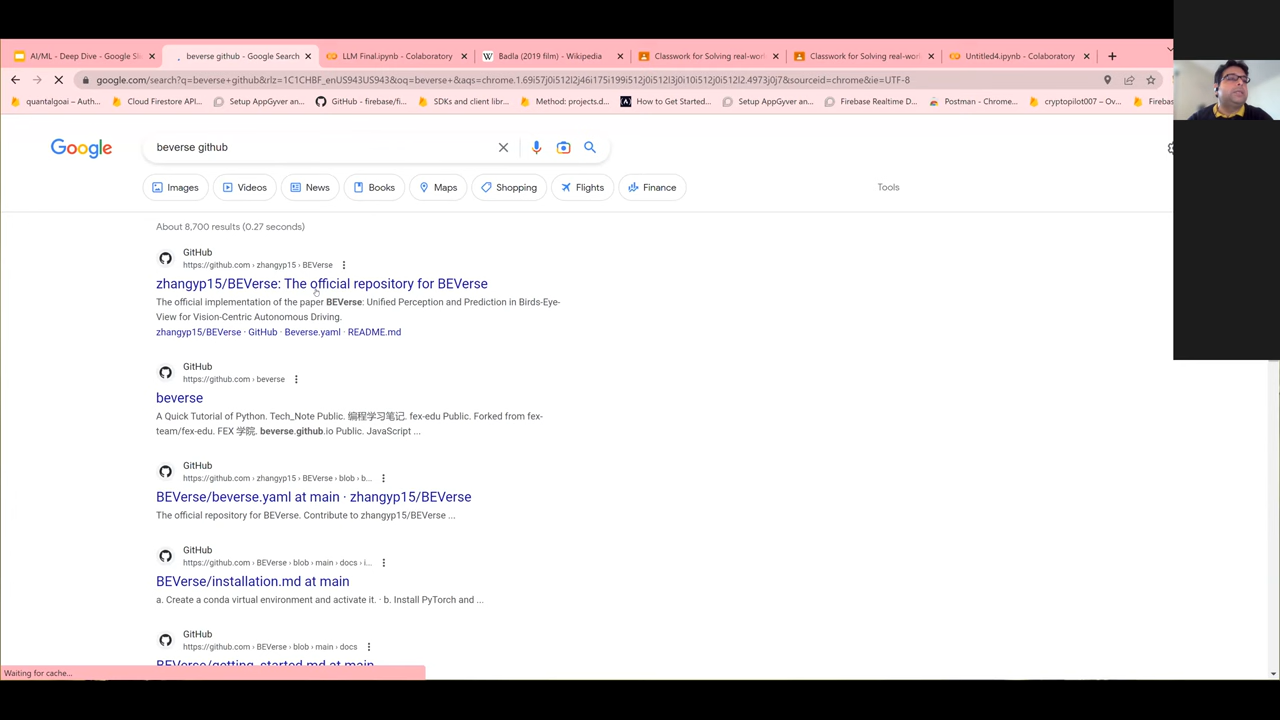 AI/ML - Deep Dive - Google Sl
beverse github - Google Search
LLM Final.ipynb - Colaboratory
Badla (2019 film) - Wikipedia
Classwork for Solving real-worl
Classwork for Solving real-worl
Untitled4.ipynb - Colaboratory
google.com/search?q=beverse+github&rlz=1C1CHBF_enUS943US943&oq=beverse+&aqs=chrome.1.69i57j0i512l2j46i175i199i512j0i512l3j0i10i512j0i512l2.4973j0j7&sourceid=chrome&ie=UTF-8
quantalgoai – Auth...
Cloud Firestore API...
Setup AppGyver an...
GitHub - firebase/fi...
SDKs and client libr...
Method: projects.d...
How to Get Started...
Setup AppGyver an...
Firebase Realtime D...
Postman - Chrome...
cryptopilot007 – Ov...
Firebas
Google
beverse github
Images
Videos
News
Books
Maps
Shopping
Flights
Finance
Tools
About 8,700 results (0.27 seconds)
GitHub
https://github.com › zhangyp15 › BEVerse
zhangyp15/BEVerse: The official repository for BEVerse
The official implementation of the paper BEVerse: Unified Perception and Prediction in Birds-Eye-
View for Vision-Centric Autonomous Driving.
zhangyp15/BEVerse · GitHub · Beverse.yaml · README.md
GitHub
https://github.com › beverse
beverse
A Quick Tutorial of Python. Tech_Note Public. 编程学习笔记. fex-edu Public. Forked from fex-
team/fex-edu. FEX 学院. beverse.github.io Public. JavaScript ...
GitHub
https://github.com › zhangyp15 › BEVerse › blob › b...
BEVerse/beverse.yaml at main · zhangyp15/BEVerse
The official repository for BEVerse. Contribute to zhangyp15/BEVerse ...
GitHub
https://github.com › BEVerse › blob › main › docs › i...
BEVerse/installation.md at main
a. Create a conda virtual environment and activate it. · b. Install PyTorch and ...
GitHub
https://github.com › BEVerse › blob › main › docs
BEVerse/getting_started.md at main
Waiting for cache...